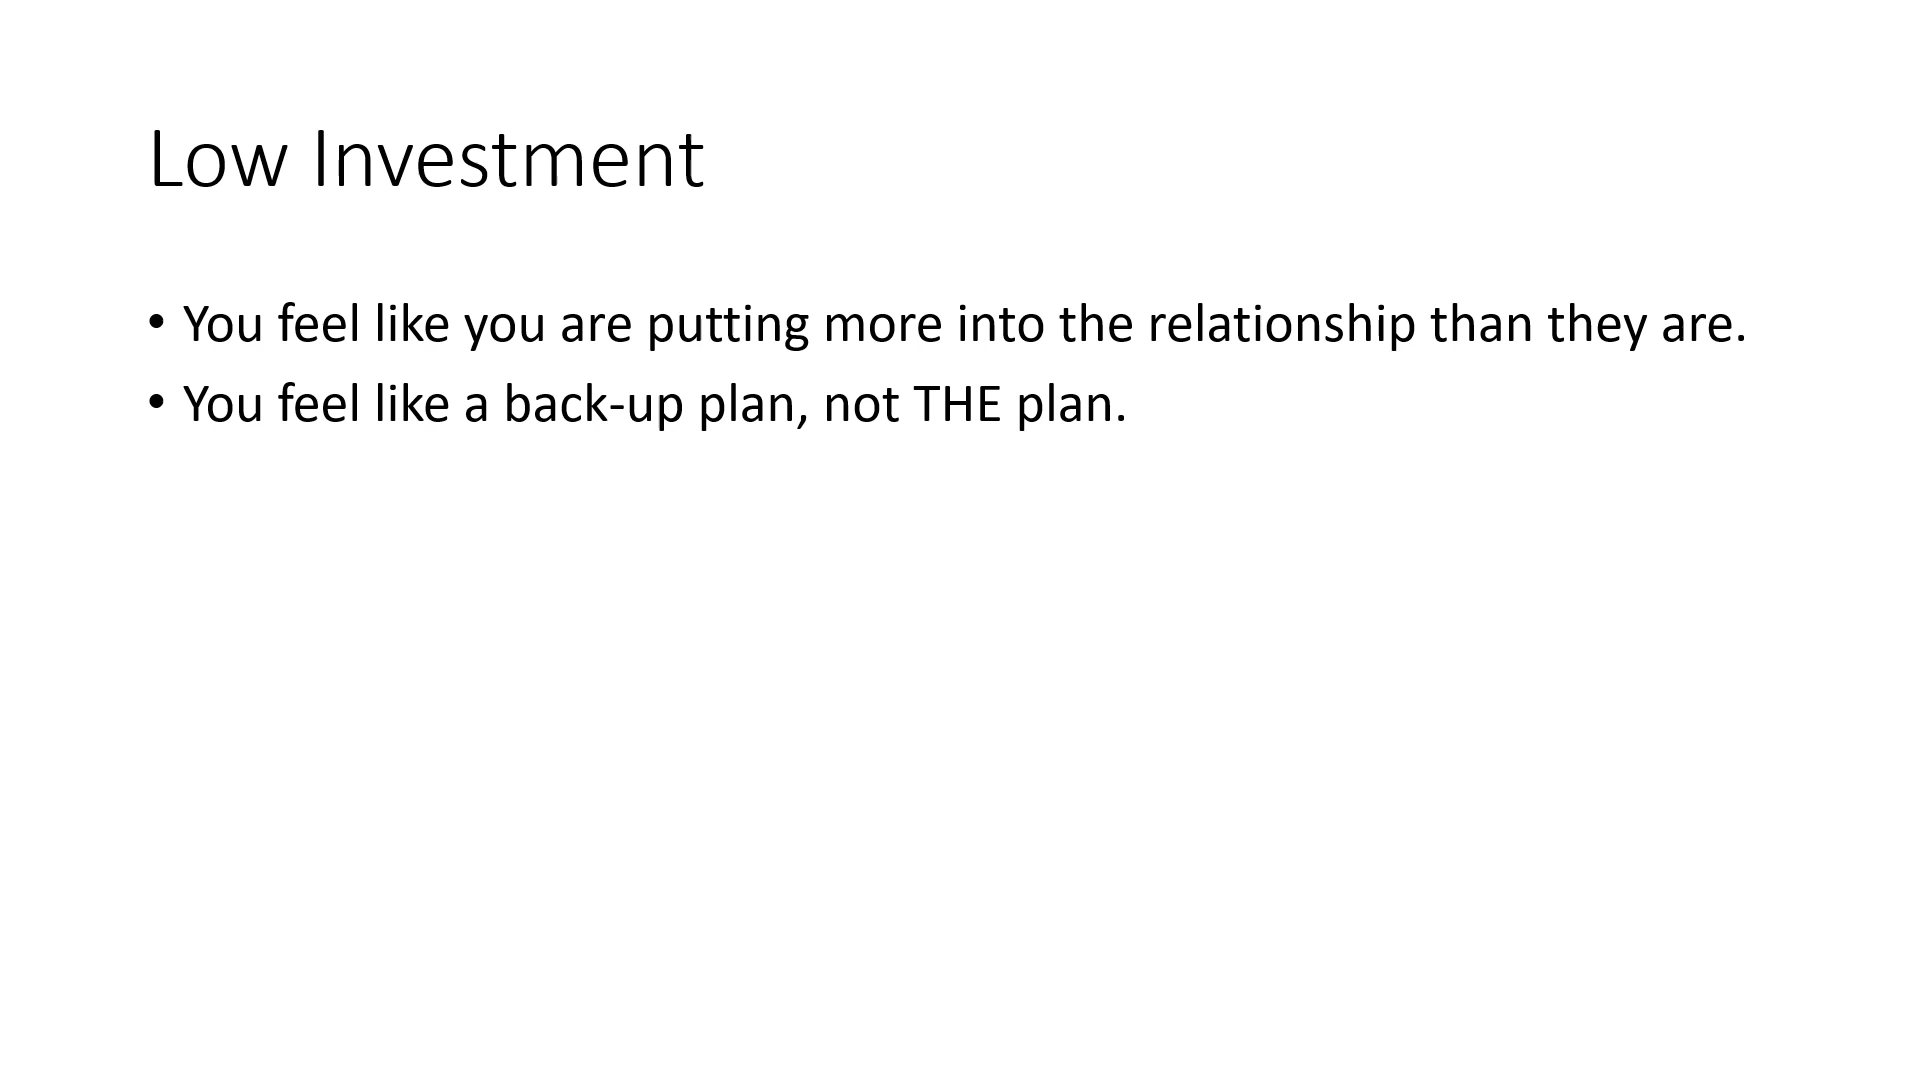 Low Investment
• You feel like you are putting more into the relationship than they are.
• You feel like a back-up plan, not THE plan.